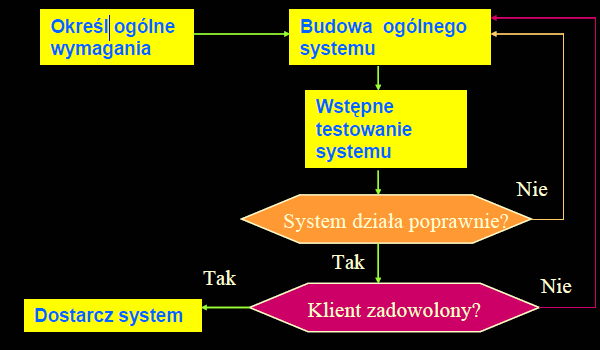 Określ ogólne
wymagania
Budowa ogólnego
systemu
Wstępne
testowanie
systemu
Nie
System działa poprawnie?
Tak
Tak
Nie
Klient zadowolony?
Dostarcz system